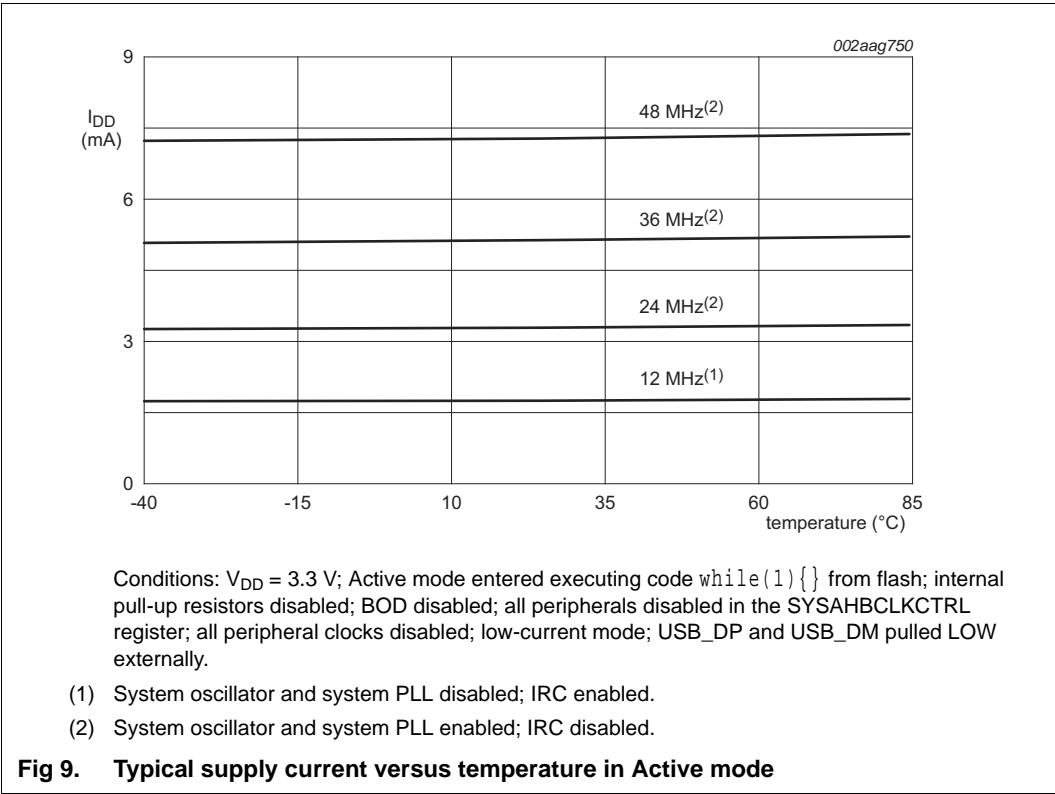 002aag750
9
I_DD
(mA)
48 MHz(2)
6
36 MHz(2)
24 MHz(2)
3
12 MHz(1)
0
-40 -15 10 35 60 85
temperature (°C)
Conditions: V_DD = 3.3 V; Active mode entered executing code while(1){} from flash; internal
pull-up resistors disabled; BOD disabled; all peripherals disabled in the SYSAHBCLKCTRL
register; all peripheral clocks disabled; low-current mode; USB_DP and USB_DM pulled LOW
externally.
(1) System oscillator and system PLL disabled; IRC enabled.
(2) System oscillator and system PLL enabled; IRC disabled.
Fig 9. Typical supply current versus temperature in Active mode